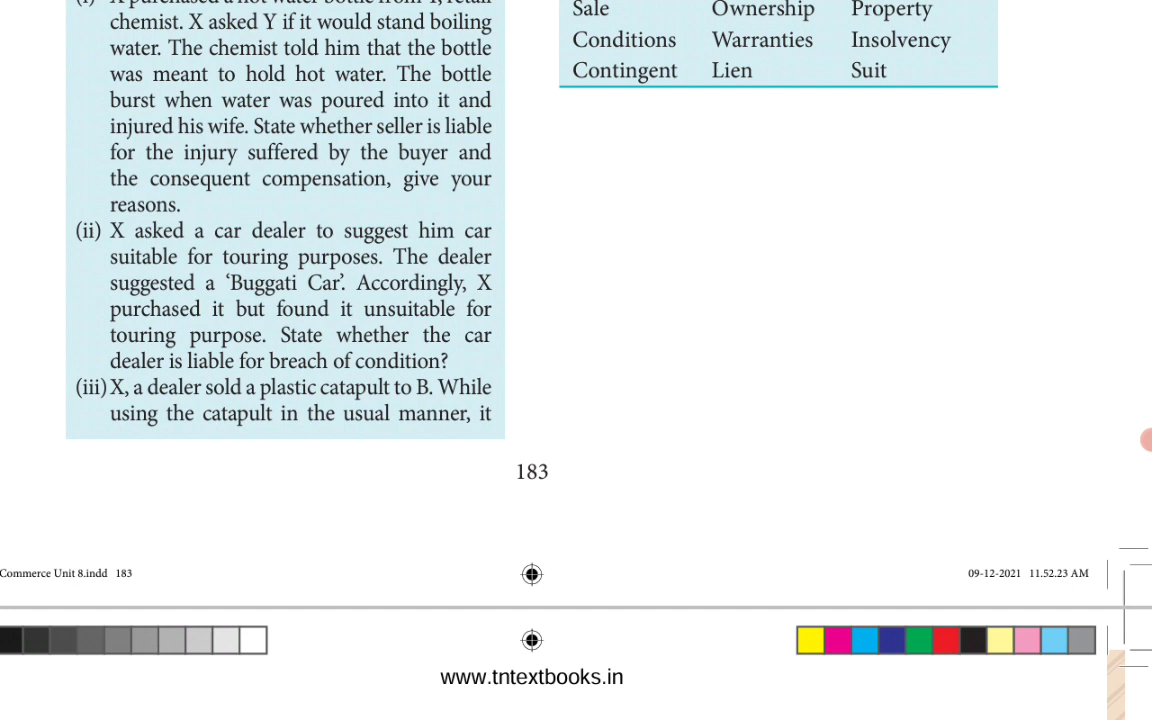 (i) X purchased a hot water bottle from Y, retail
chemist. X asked Y if it would stand boiling
water. The chemist told him that the bottle
was meant to hold hot water. The bottle
burst when water was poured into it and
injured his wife. State whether seller is liable
for the injury suffered by the buyer and
the consequent compensation, give your
reasons.
(ii) X asked a car dealer to suggest him car
suitable for touring purposes. The dealer
suggested a ‘Buggati Car’. Accordingly, X
purchased it but found it unsuitable for
touring purpose. State whether the car
dealer is liable for breach of condition?
(iii) X, a dealer sold a plastic catapult to B. While
using the catapult in the usual manner, it
Sale Ownership Property
Conditions Warranties Insolvency
Contingent Lien Suit
183
Commerce Unit 8.indd 183
09-12-2021 11.52.23 AM
www.tntextbooks.in